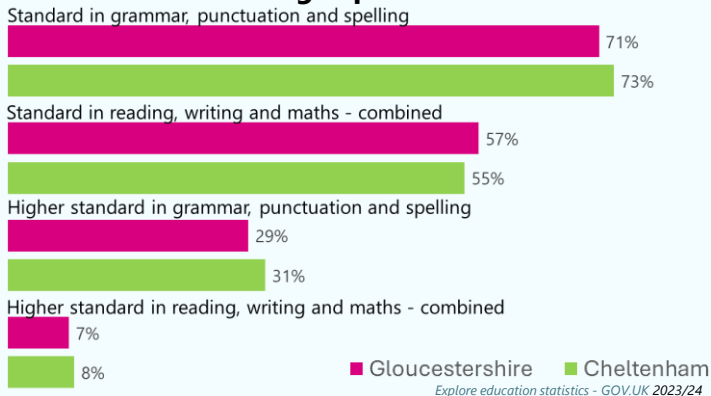 Standard in grammar, punctuation and spelling
71%
73%
Standard in reading, writing and maths - combined
57%
55%
Higher standard in grammar, punctuation and spelling
29%
31%
Higher standard in reading, writing and maths - combined
7%
8%
Gloucestershire Cheltenham
Explore education statistics - GOV.UK 2023/24